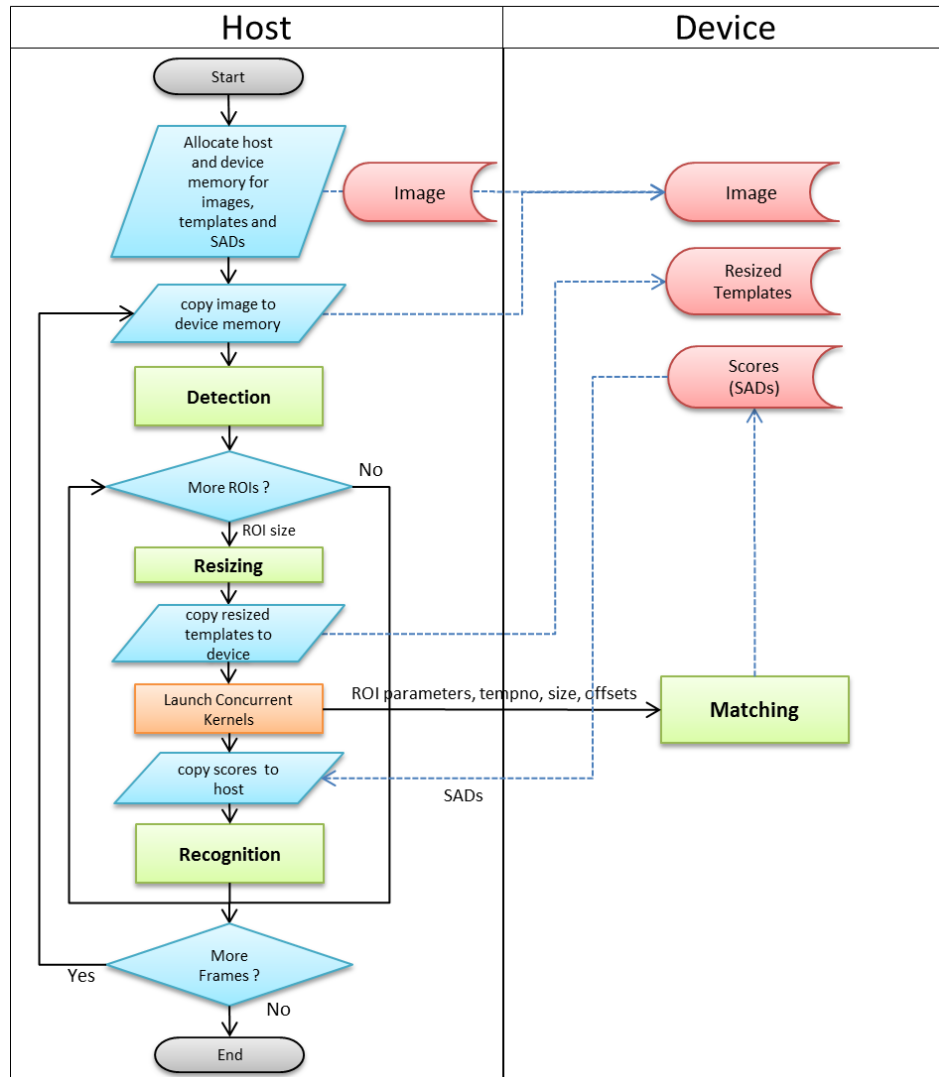 Host
Device
Start
Allocate host
and device
memory for
images,
templates and
SADs
Image
Image
Resized
Templates
copy image to
device memory
Scores
(SADs)
Detection
No
More ROIs ?
ROI size
Resizing
copy resized
templates to
device
Launch Concurrent
Kernels
ROI parameters, tempno, size, offsets
Matching
copy scores to
host
SADs
Recognition
More
Frames ?
Yes
No
End